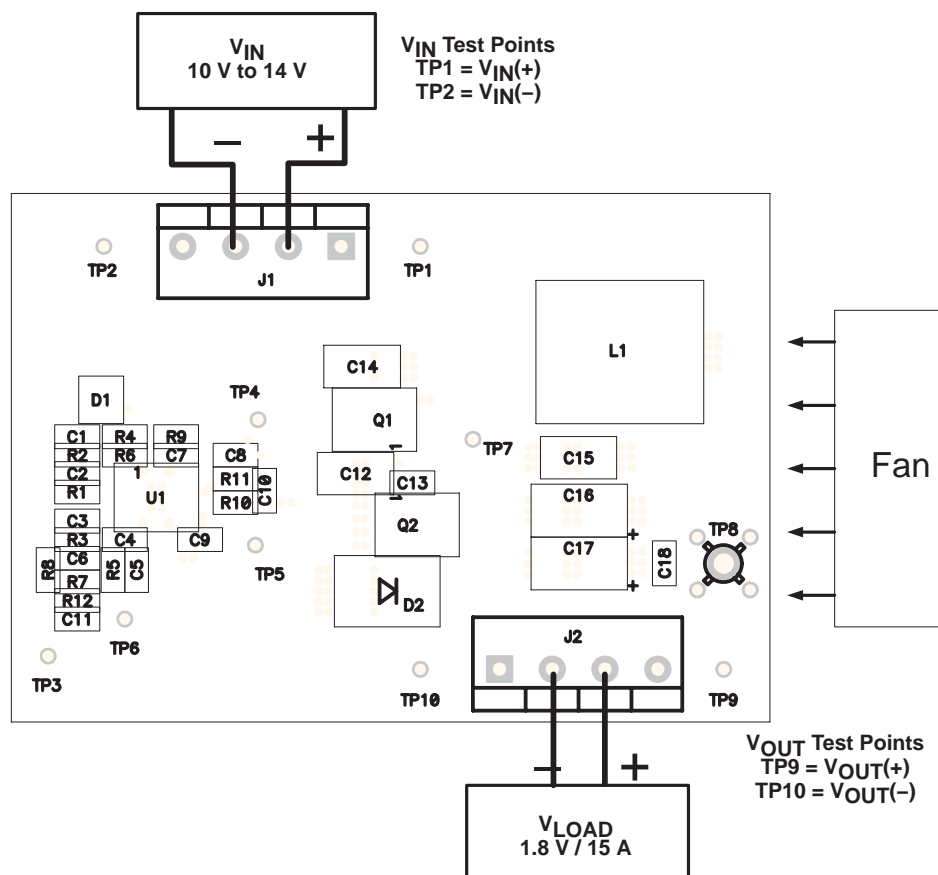 VIN
10 V to 14 V
VIN Test Points
TP1 = VIN(+)
TP2 = VIN(−)
− +
TP2
J1
TP1
L1
C14
D1
TP4
Q1
C1 R4 R9
R2 R6 C7 C8
C2
R1
1
U1
R11
R10
C10
C12
1
C13
1
TP7
C15
Fan
C16
+
C17
+
Q2
C3
R3 C4 C9
R8
C6
R5
C5
R7
R12
C11
TP5
TP6
TP3
D2
C18
TP8
J2
TP10
TP9
− +
VOUT Test Points
TP9 = VOUT(+)
TP10 = VOUT(−)
VLOAD
1.8 V / 15 A